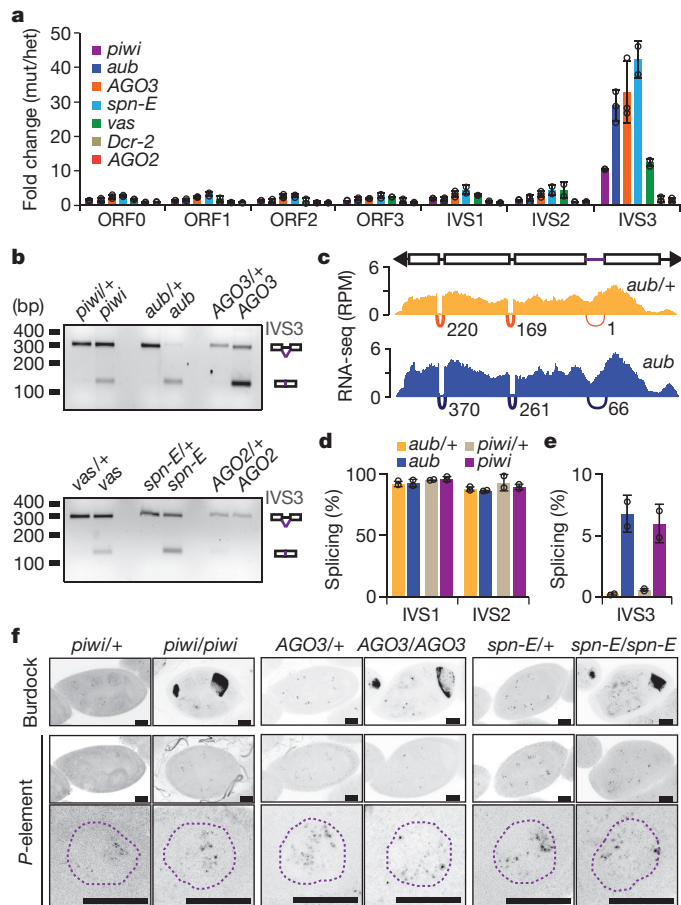 a
Fold change (mut/het)
50
40
30
20
10
0
piwi
aub
AGO3
spn-E
vas
Dcr-2
AGO2
ORF0 ORF1 ORF2 ORF3 IVS1 IVS2 IVS3
b
(bp)
piwi/+ piwi aub/+ aub AGO3/+ AGO3
IVS3
400
300
200
100
vas/+ vas spn-E/+ spn-E AGO2/+ AGO2
IVS3
400
300
200
100
c
RNA-seq (RPM)
6
0
aub/+
220 169 1
6
0
aub
370 261 66
d
aub/+ piwi/+
aub piwi
Splicing (%)
100
50
0
IVS1 IVS2
e
Splicing (%)
10
5
0
IVS3
f
piwi/+ piwi/piwi AGO3/+ AGO3/AGO3 spn-E/+ spn-E/spn-E
Burdock
P-element